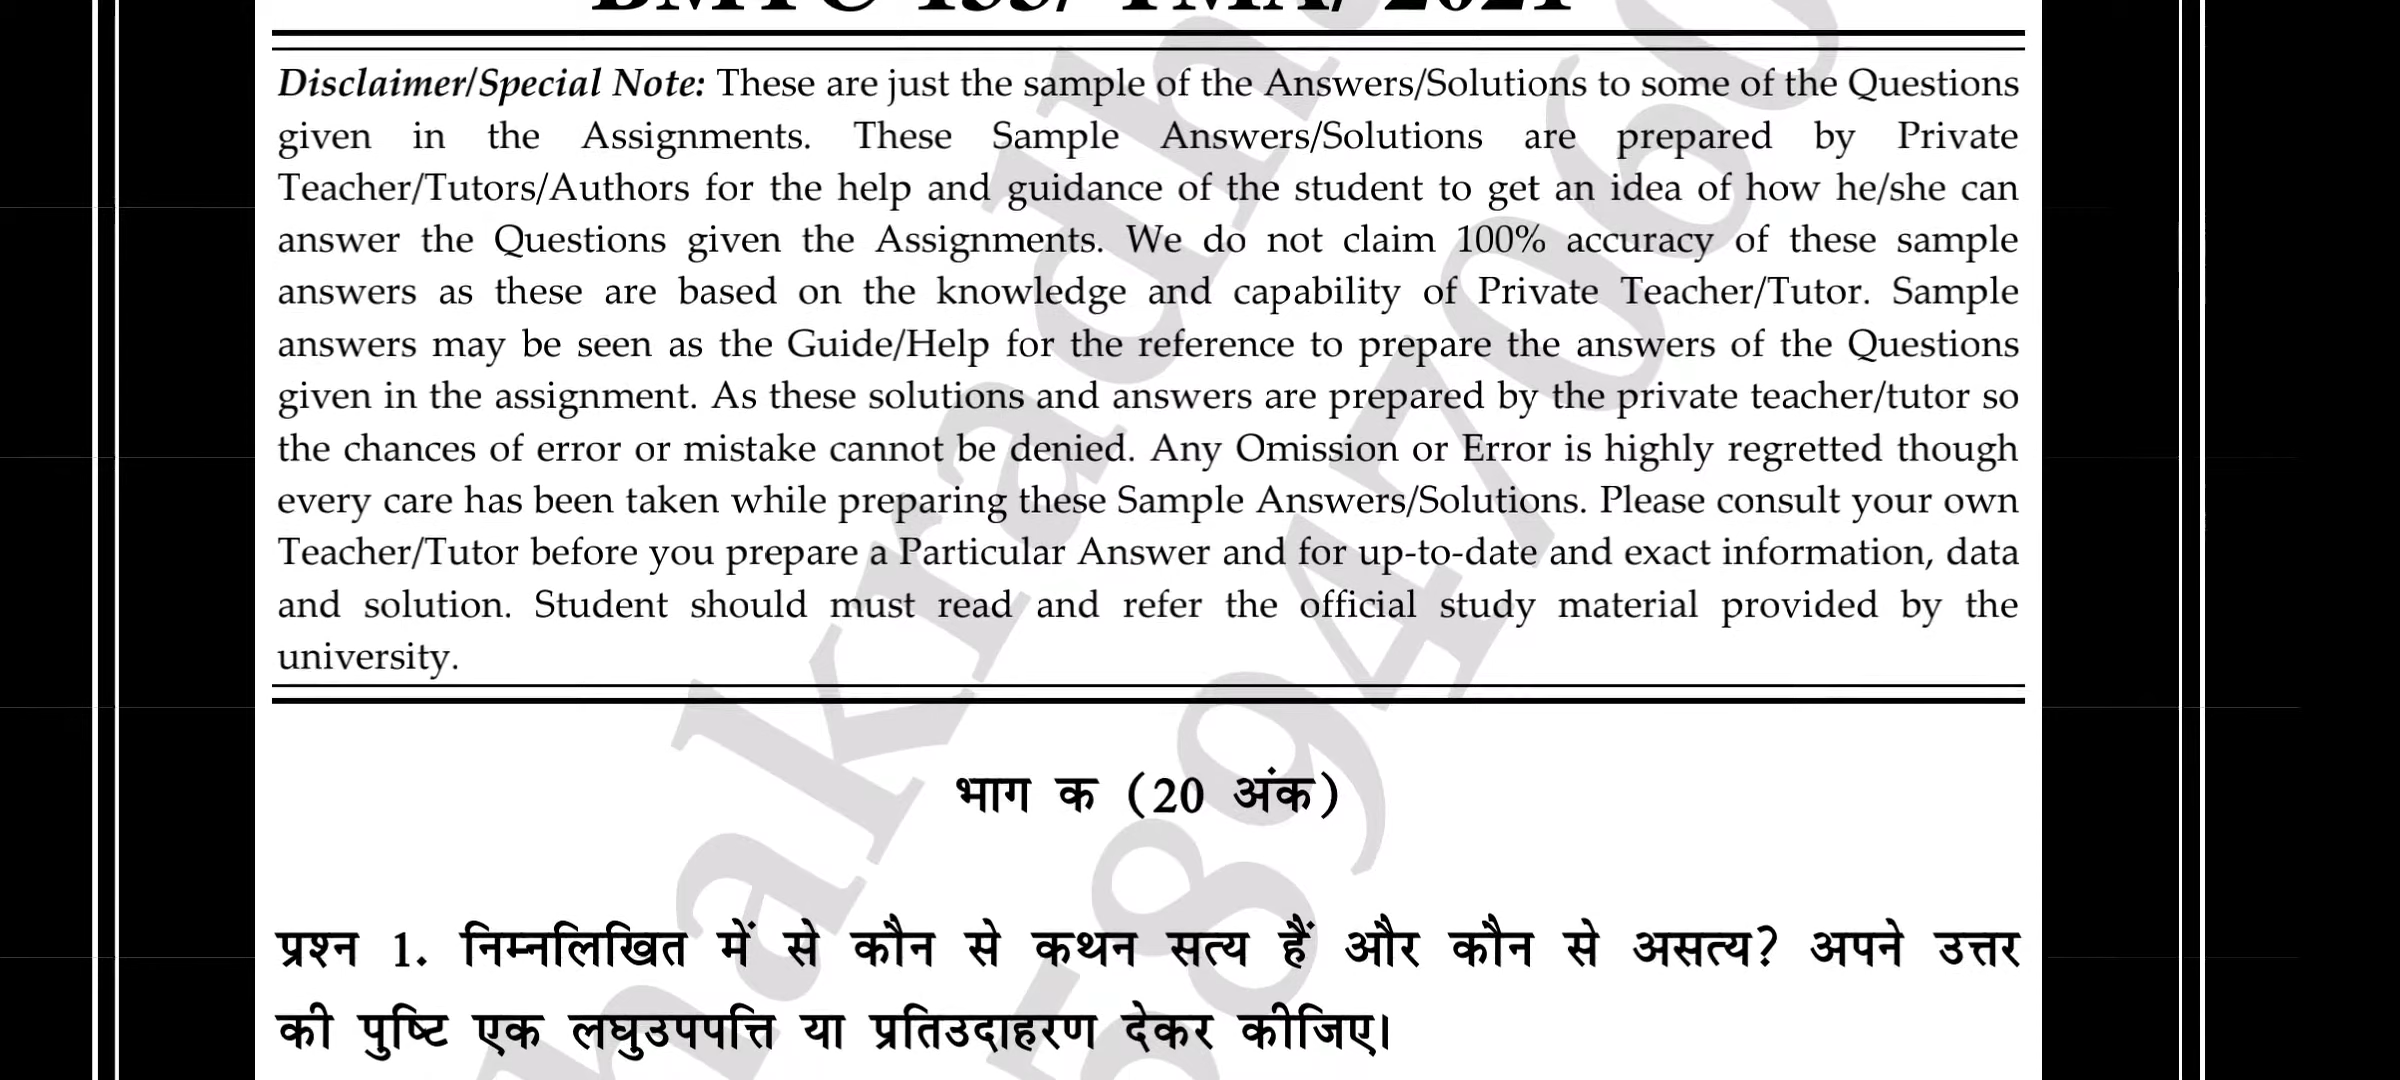 Disclaimer/Special Note: These are just the sample of the Answers/Solutions to some of the Questions
given in the Assignments. These Sample Answers/Solutions are prepared by Private
Teacher/Tutors/Authors for the help and guidance of the student to get an idea of how he/she can
answer the Questions given the Assignments. We do not claim 100% accuracy of these sample
answers as these are based on the knowledge and capability of Private Teacher/Tutor. Sample
answers may be seen as the Guide/Help for the reference to prepare the answers of the Questions
given in the assignment. As these solutions and answers are prepared by the private teacher/tutor so
the chances of error or mistake cannot be denied. Any Omission or Error is highly regretted though
every care has been taken while preparing these Sample Answers/Solutions. Please consult your own
Teacher/Tutor before you prepare a Particular Answer and for up-to-date and exact information, data
and solution. Student should must read and refer the official study material provided by the
university.
भाग क (20 अंक)
प्रश्न 1. निम्नलिखित में से कौन से कथन सत्य हैं और कौन से असत्य? अपने उत्तर
की पुष्टि एक लघुउपपत्ति या प्रतिउदाहरण देकर कीजिए।